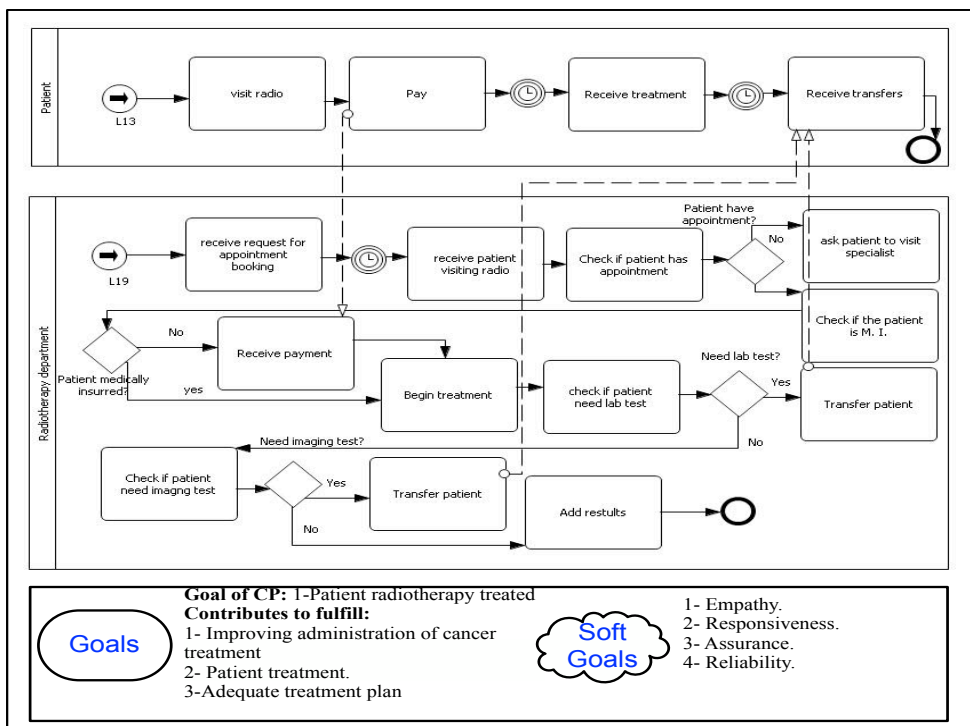 Patient
L13
visit radio
Pay
Receive treatment
Receive transfers
Radiotherapy department
L19
receive request for
appointment
booking
receive patient
visiting radio
Check if patient has
appointment
Patient have
appointment?
No
ask patient to visit
specialist
Check if the patient
is M. I.
Patient medically
insurred?
No
yes
Receive payment
Begin treatment
check if patient
need lab test
Need lab test?
Yes
No
Transfer patient
Need imaging test?
Check if patient
need imagng test
Yes
No
Transfer patient
Add restults
Goals
Goal of CP: 1-Patient radiotherapy treated
Contributes to fulfill:
1- Improving administration of cancer
treatment
2- Patient treatment.
3-Adequate treatment plan
Soft
Goals
1- Empathy.
2- Responsiveness.
3- Assurance.
4- Reliability.